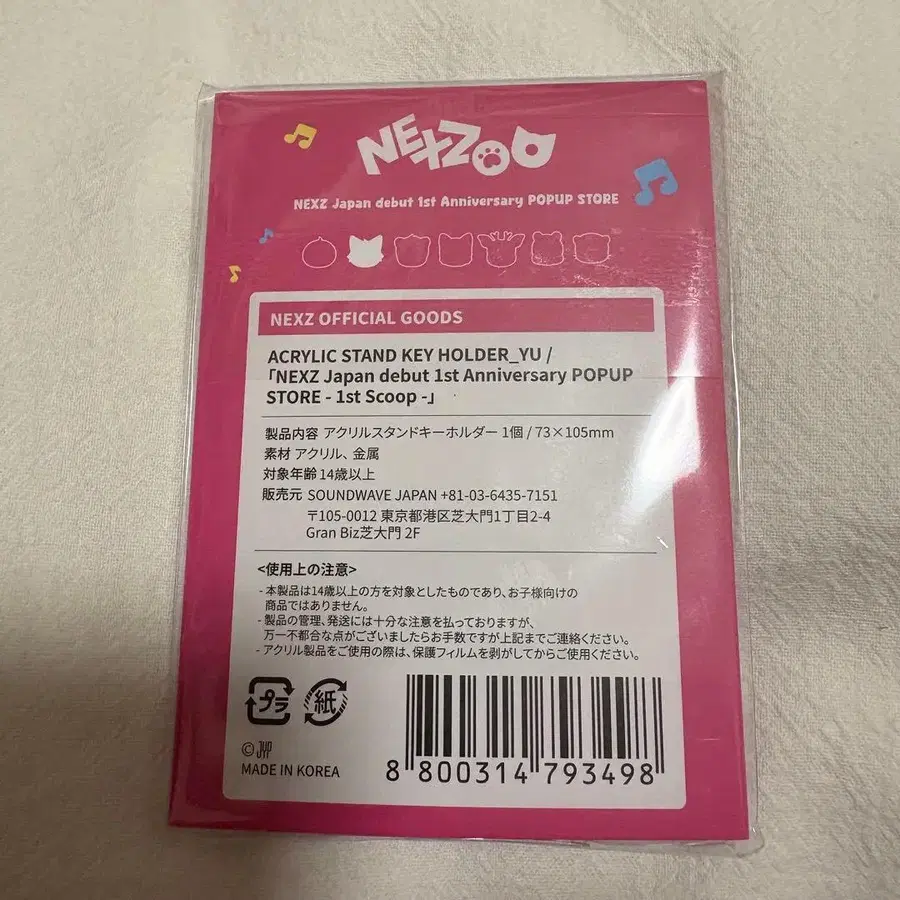 NEXZOO
NEXZ Japan debut 1st Anniversary POPUP STORE
NEXZ OFFICIAL GOODS
ACRYLIC STAND KEY HOLDER_YU /
「NEXZ Japan debut 1st Anniversary POPUP
STORE - 1st Scoop -」
製品内容 アクリルスタンドキーホルダー 1個 / 73×105mm
素材 アクリル、金属
対象年齢 14歳以上
販売元 SOUNDWAVE JAPAN +81-03-6435-7151
〒105-0012 東京都港区芝大門1丁目2-4
Gran Biz芝大門 2F
<使用上の注意>
- 本製品は14歳以上の方を対象としたものであり、お子様向けの
商品ではありません。
- 製品の管理、発送には十分な注意を払っておりますが、
万一不都合な点がございましたらお手数ですが上記までご連絡ください。
- アクリル製品をご使用の際は、保護フィルムを剥がしてからご使用ください。
プラ 紙
© JYP
MADE IN KOREA
8 800314 793498